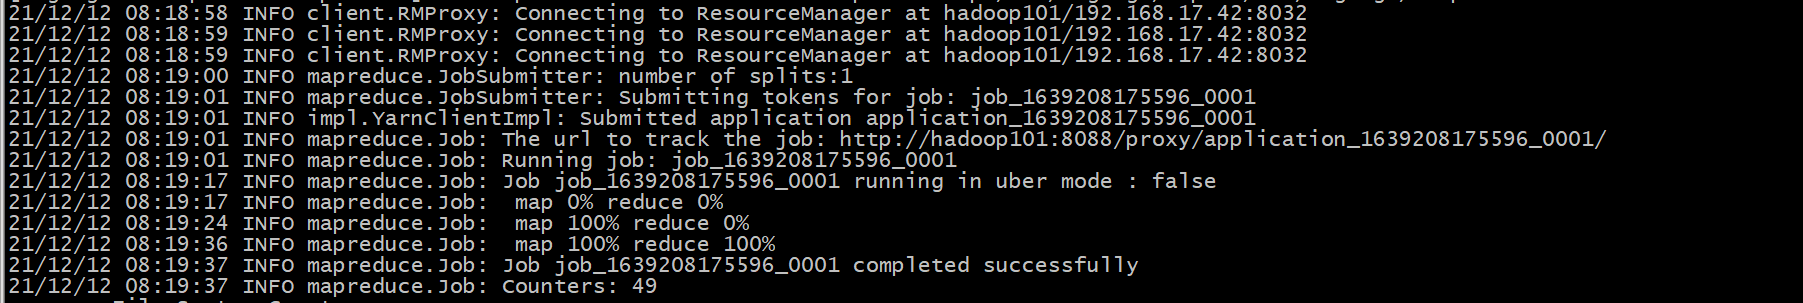 21/12/12 08:18:58 INFO client.RMProxy: Connecting to ResourceManager at hadoop101/192.168.17.42:8032
21/12/12 08:18:59 INFO client.RMProxy: Connecting to ResourceManager at hadoop101/192.168.17.42:8032
21/12/12 08:18:59 INFO client.RMProxy: Connecting to ResourceManager at hadoop101/192.168.17.42:8032
21/12/12 08:19:00 INFO mapreduce.JobSubmitter: number of splits:1
21/12/12 08:19:01 INFO mapreduce.JobSubmitter: Submitting tokens for job: job_1639208175596_0001
21/12/12 08:19:01 INFO impl.YarnClientImpl: Submitted application application_1639208175596_0001
21/12/12 08:19:01 INFO mapreduce.Job: The url to track the job: http://hadoop101:8088/proxy/application_1639208175596_0001/
21/12/12 08:19:01 INFO mapreduce.Job: Running job: job_1639208175596_0001
21/12/12 08:19:17 INFO mapreduce.Job: Job job_1639208175596_0001 running in uber mode : false
21/12/12 08:19:17 INFO mapreduce.Job:  map 0% reduce 0%
21/12/12 08:19:24 INFO mapreduce.Job:  map 100% reduce 0%
21/12/12 08:19:36 INFO mapreduce.Job:  map 100% reduce 100%
21/12/12 08:19:37 INFO mapreduce.Job: Job job_1639208175596_0001 completed successfully
21/12/12 08:19:37 INFO mapreduce.Job: Counters: 49